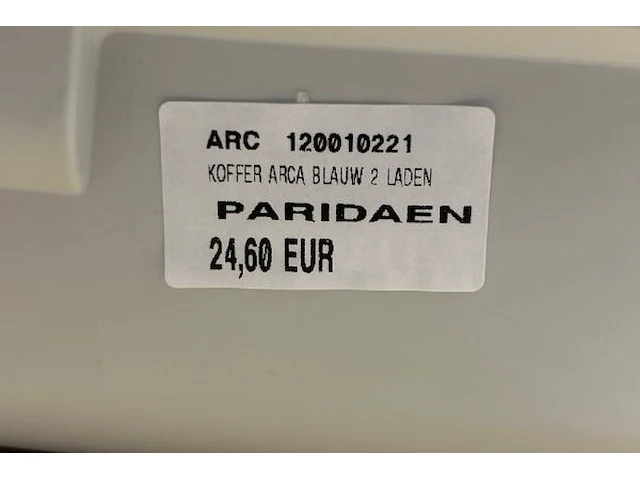 ARC 120010221
KOFFER ARCA BLAUW 2 LADEN
PARIDAEN
24,60 EUR